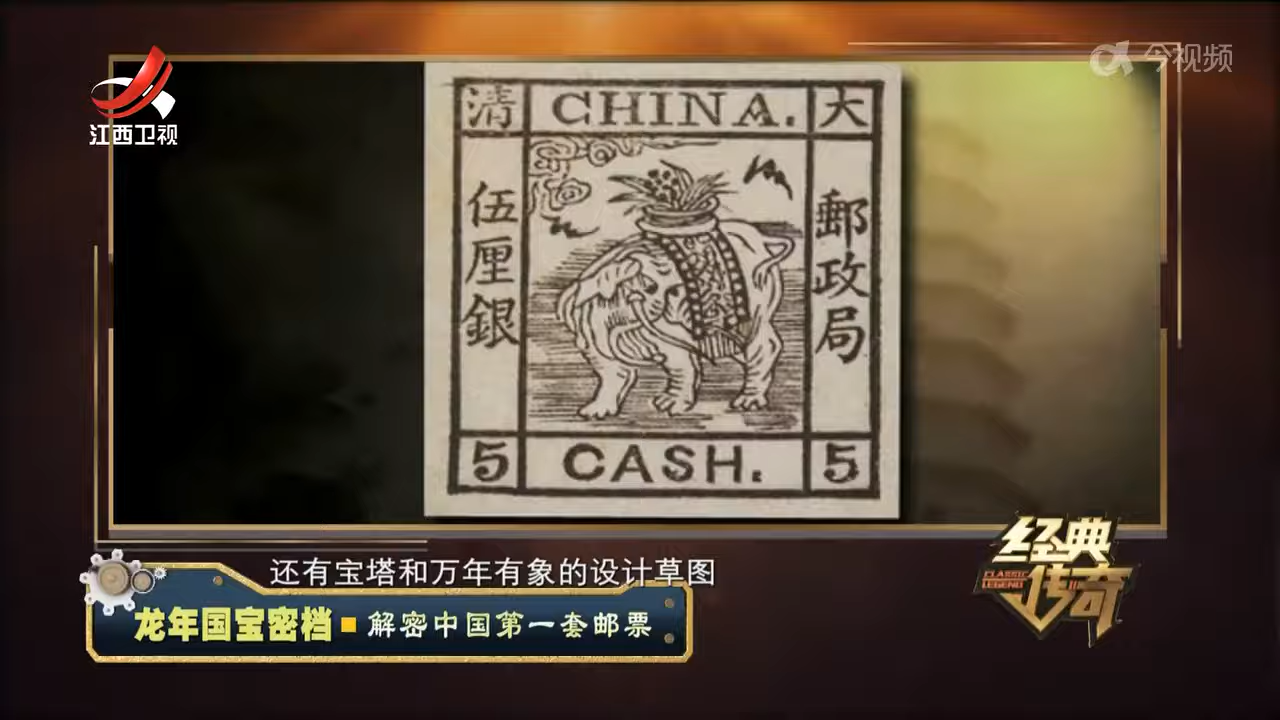 江西卫视
今视频
清 CHINA. 大
伍厘銀
郵政局
5 CASH. 5
还有宝塔和万年有象的设计草图
龙年国宝密档 解密中国第一套邮票
经典
CLASSIC
LEGEND
传奇